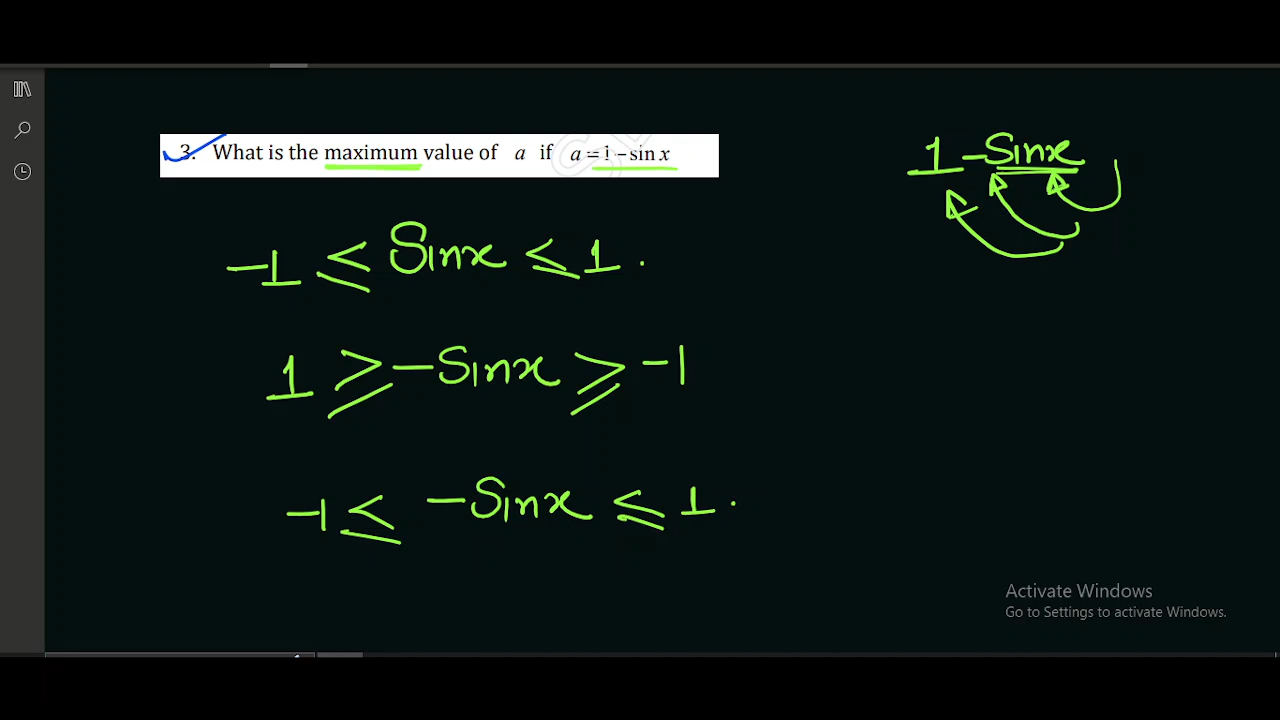 3. What is the maximum value of a if a = 1 – sin x
1 – Sinx
–1 ≤ Sinx ≤ 1 .
1 ≥ –Sinx ≥ –1
–1 ≤ –Sinx ≤ 1 .
Activate Windows
Go to Settings to activate Windows.